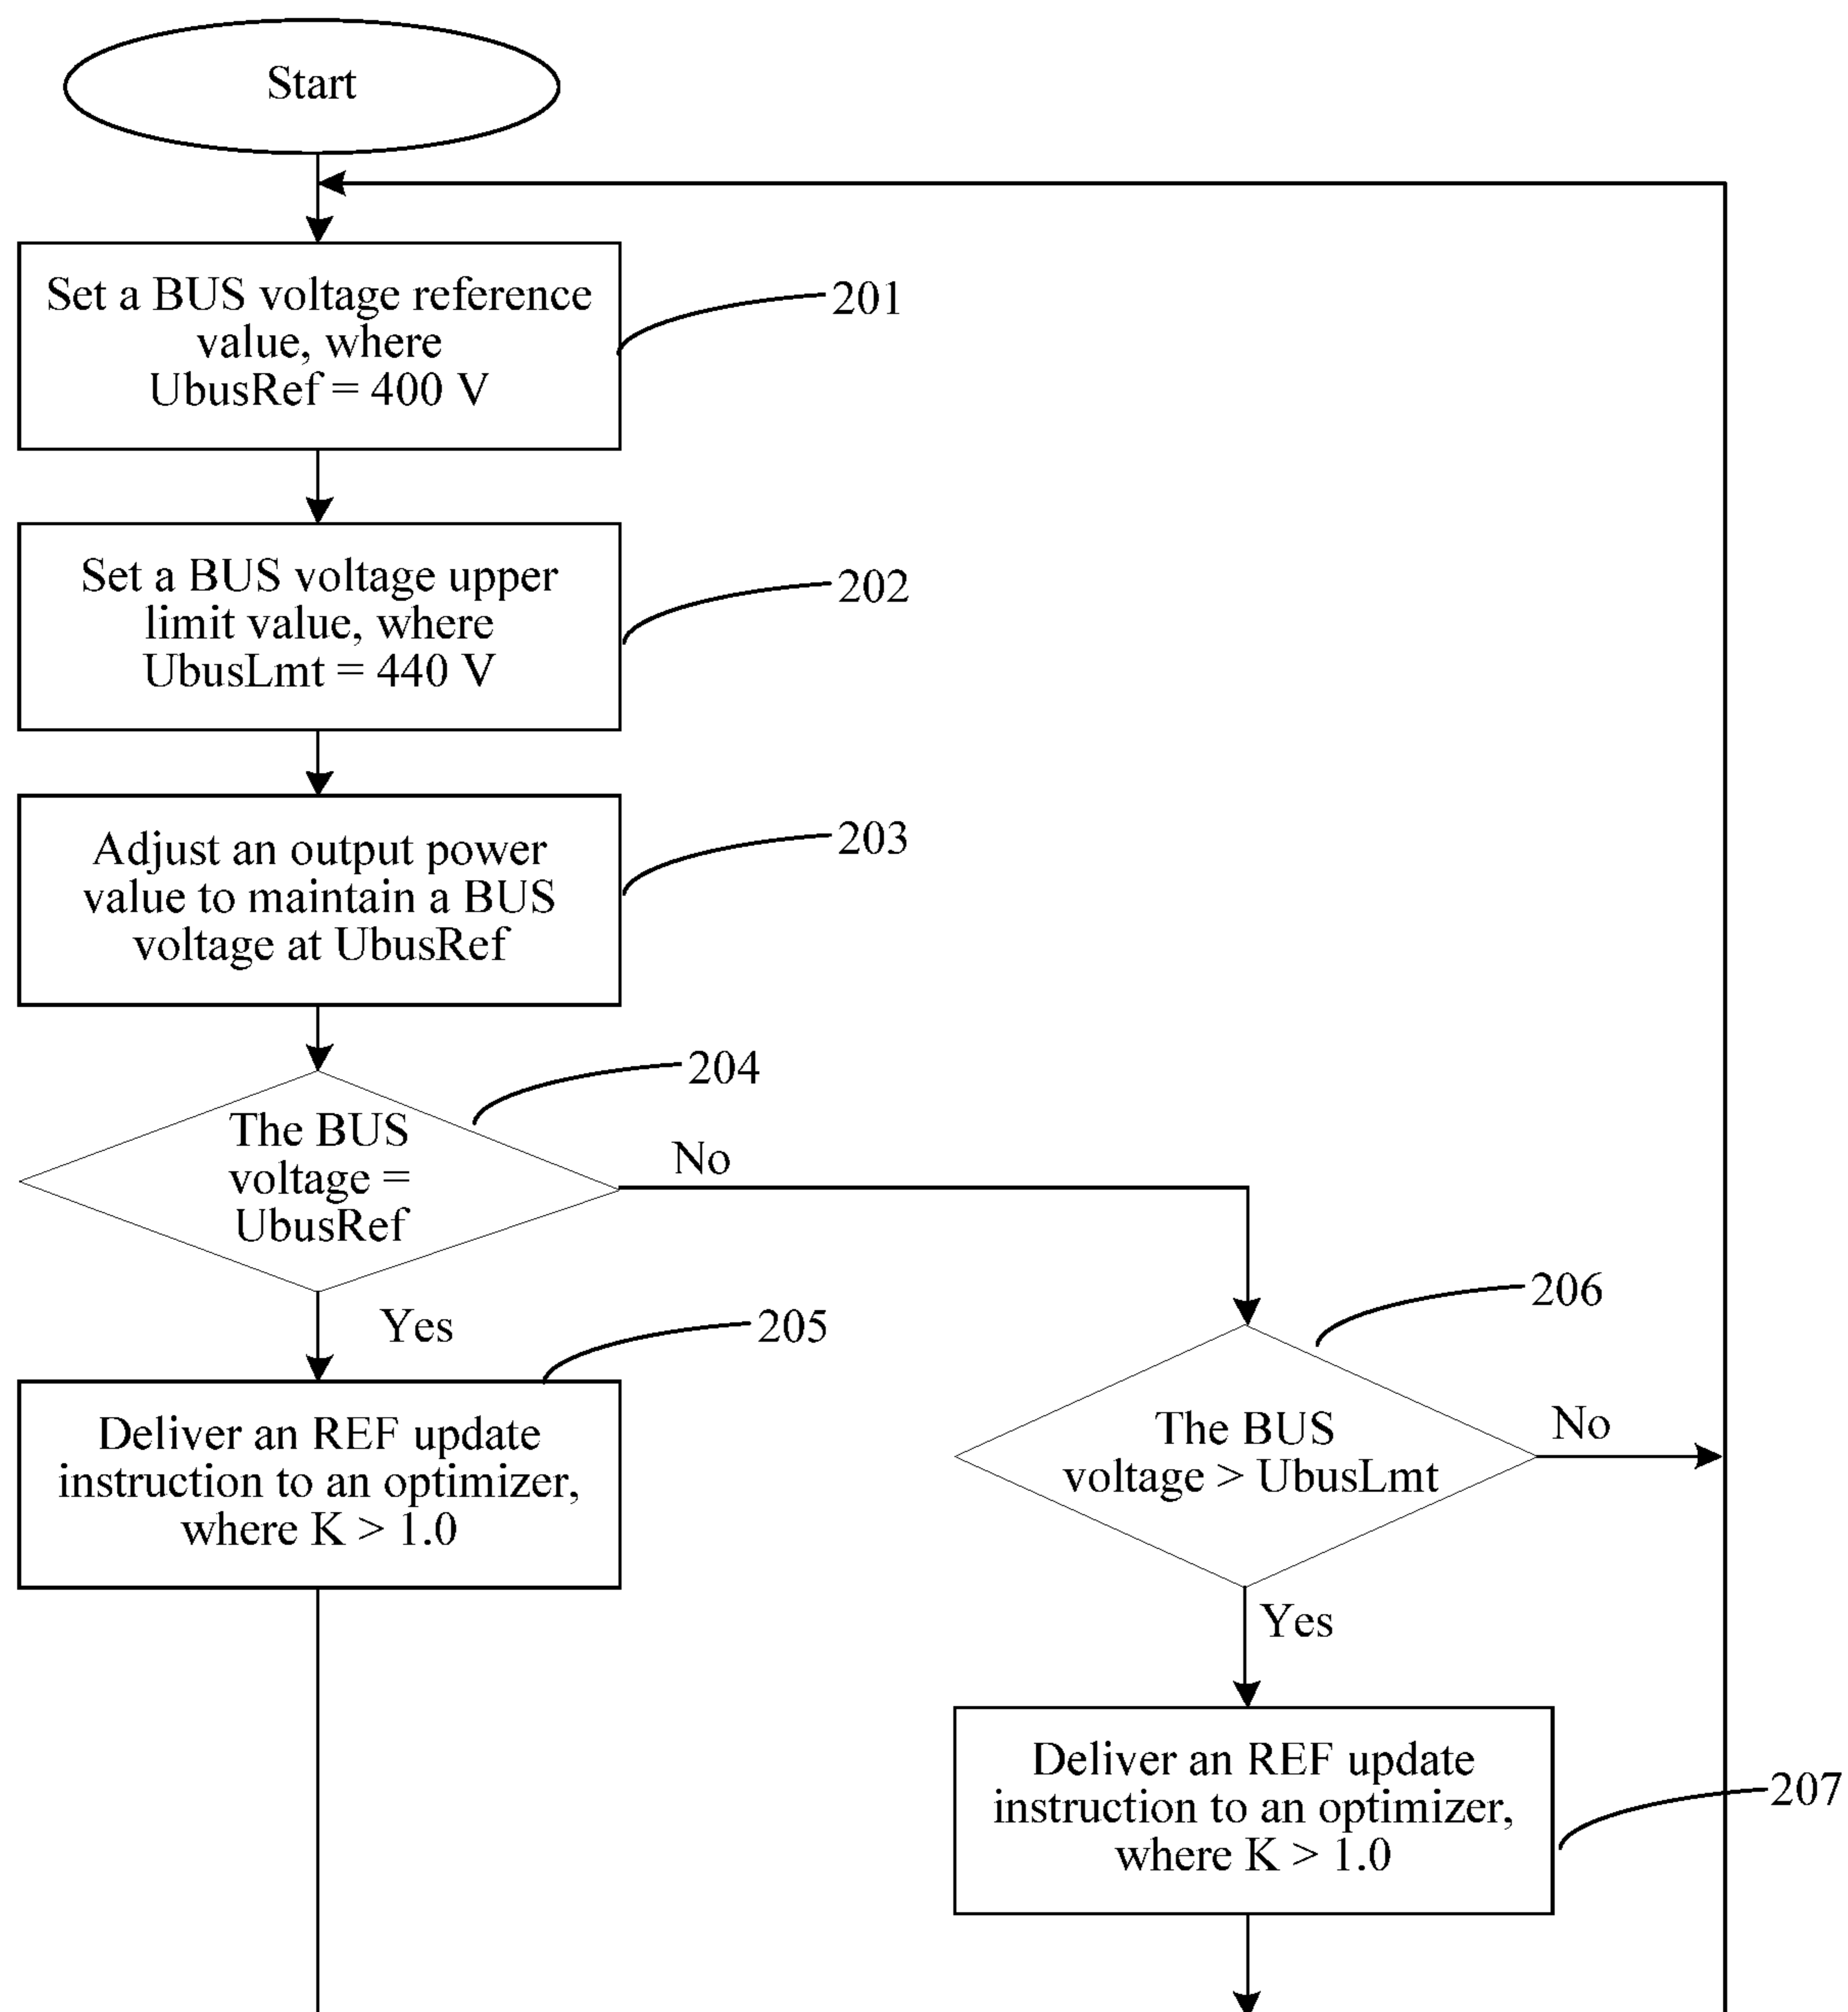 Start
Set a BUS voltage reference
value, where
UbusRef = 400 V
201
Set a BUS voltage upper
limit value, where
UbusLmt = 440 V
202
Adjust an output power
value to maintain a BUS
voltage at UbusRef
203
The BUS
voltage =
UbusRef
204
No
Yes
Deliver an REF update
instruction to an optimizer,
where K > 1.0
205
The BUS
voltage > UbusLmt
206
No
Yes
Deliver an REF update
instruction to an optimizer,
where K > 1.0
207